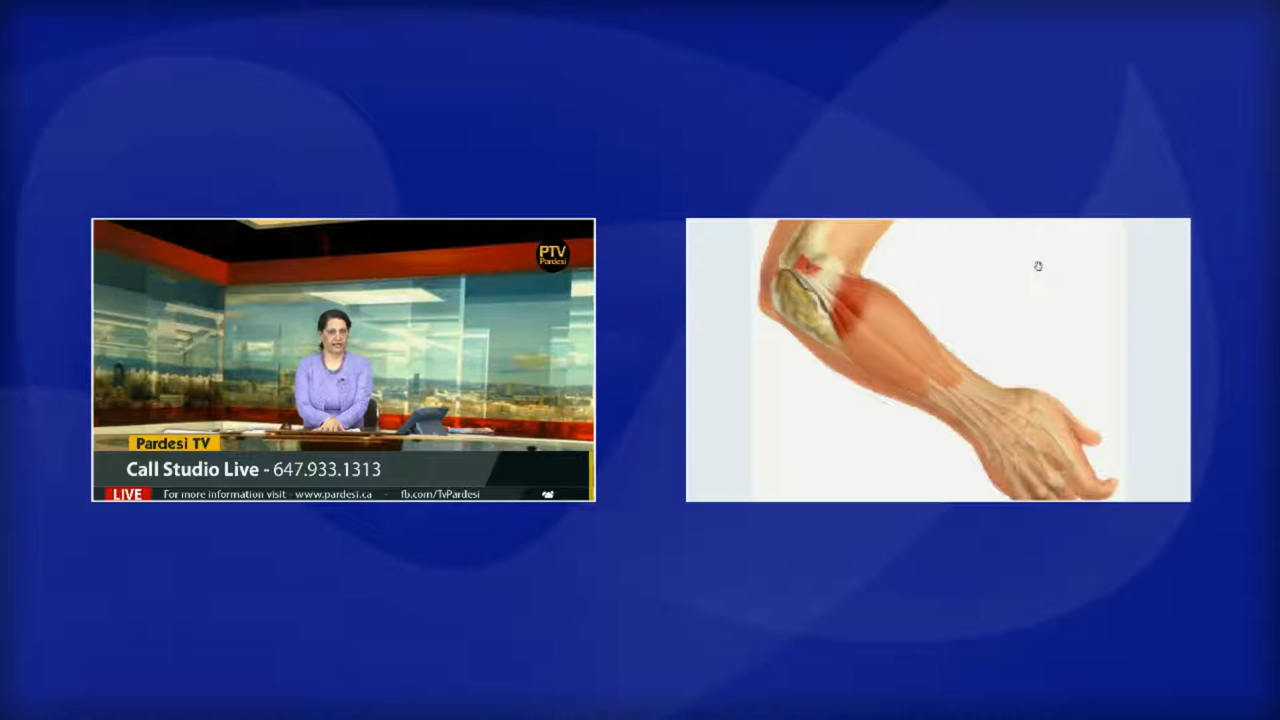 PTV
Pardesi
Pardesi TV
Call Studio Live - 647.933.1313
LIVE For more information visit - www.pardesi.ca - fb.com/TvPardesi